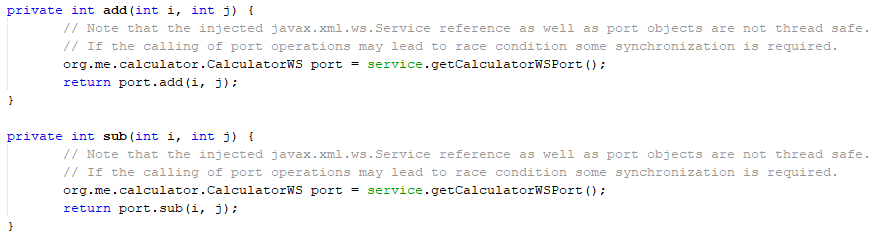 private int add(int i, int j) {
// Note that the injected javax.xml.ws.Service reference as well as port objects are not thread safe.
// If the calling of port operations may lead to race condition some synchronization is required.
org.me.calculator.CalculatorWS port = service.getCalculatorWSPort();
return port.add(i, j);
}
private int sub(int i, int j) {
// Note that the injected javax.xml.ws.Service reference as well as port objects are not thread safe.
// If the calling of port operations may lead to race condition some synchronization is required.
org.me.calculator.CalculatorWS port = service.getCalculatorWSPort();
return port.sub(i, j);
}